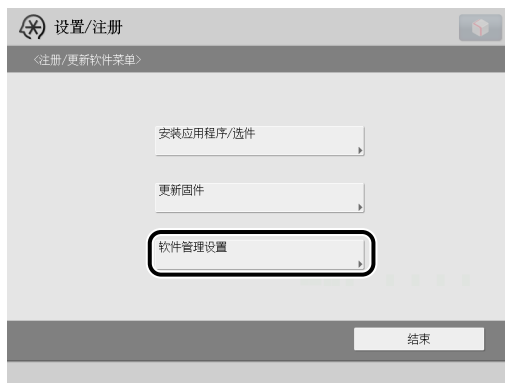 设置/注册
<注册/更新软件菜单>
安装应用程序/选件
更新固件
软件管理设置
结束